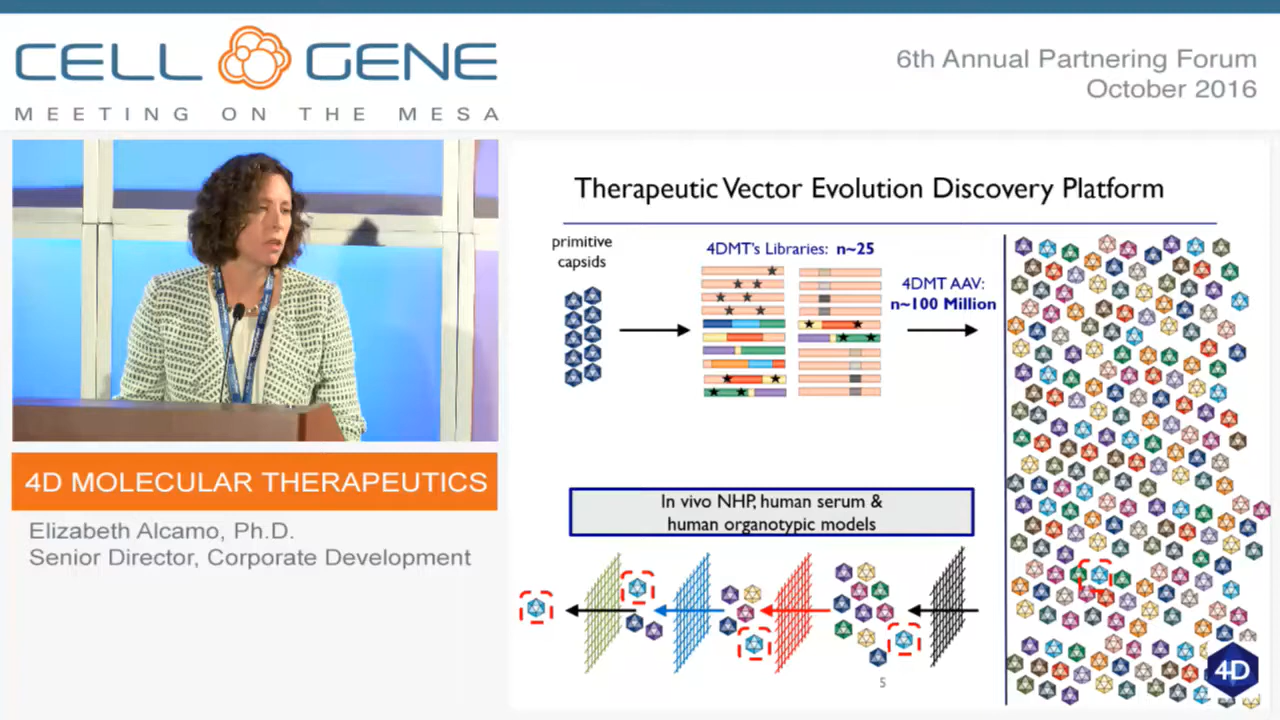 CELL GENE
MEETING ON THE MESA
6th Annual Partnering Forum
October 2016
Therapeutic Vector Evolution Discovery Platform
primitive
capsids
4DMT's Libraries: n~25
4DMT AAV:
n~100 Million
In vivo NHP, human serum &
human organotypic models
5
4D
4D MOLECULAR THERAPEUTICS
Elizabeth Alcamo, Ph.D.
Senior Director, Corporate Development